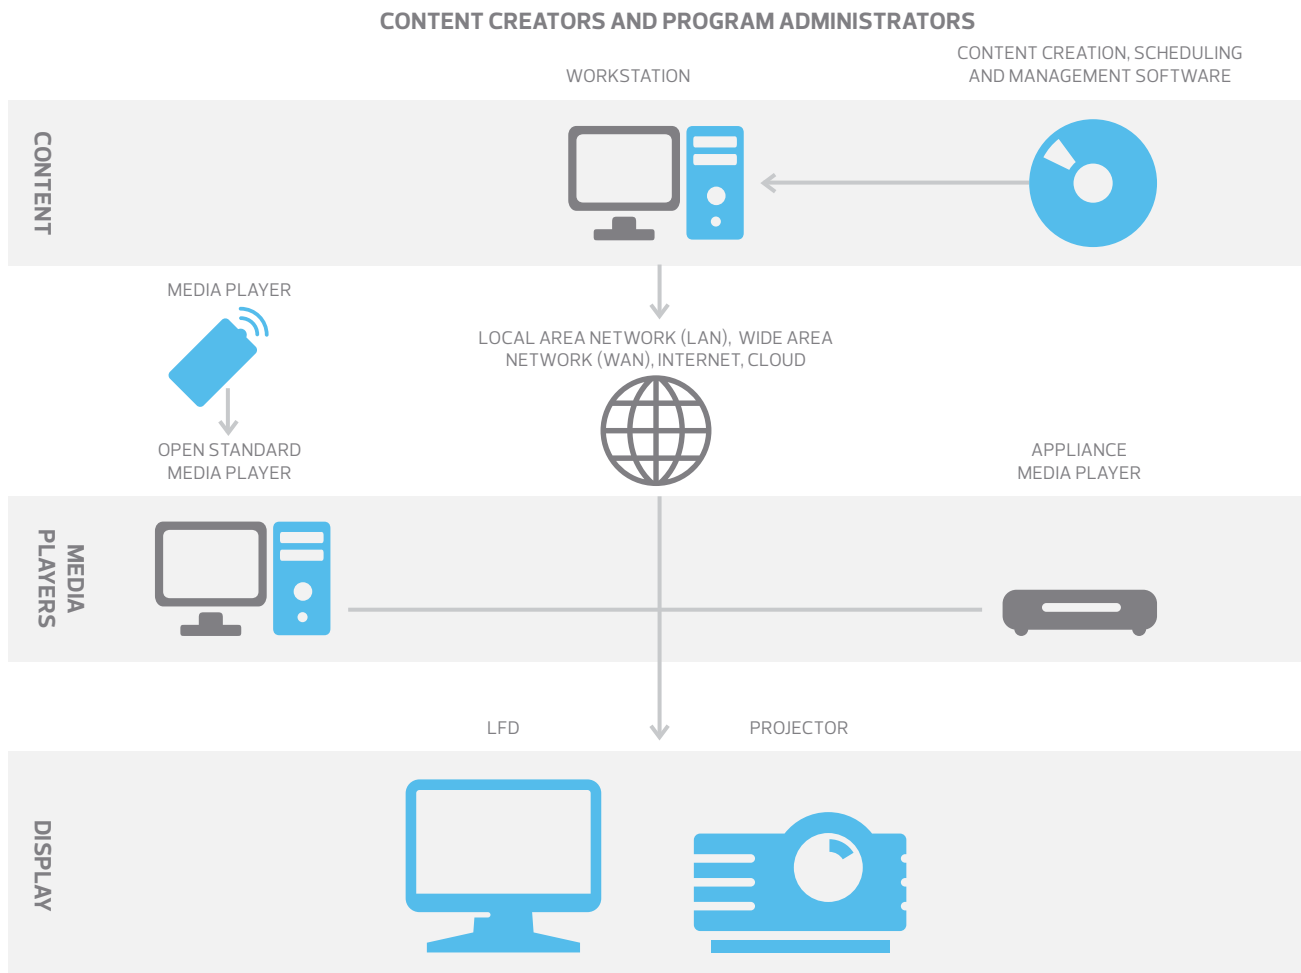 CONTENT CREATORS AND PROGRAM ADMINISTRATORS
CONTENT CREATION, SCHEDULING
AND MANAGEMENT SOFTWARE
WORKSTATION
CONTENT
MEDIA PLAYER
LOCAL AREA NETWORK (LAN), WIDE AREA
NETWORK (WAN), INTERNET, CLOUD
OPEN STANDARD
MEDIA PLAYER
APPLIANCE
MEDIA PLAYER
MEDIA
PLAYERS
LFD
PROJECTOR
DISPLAY